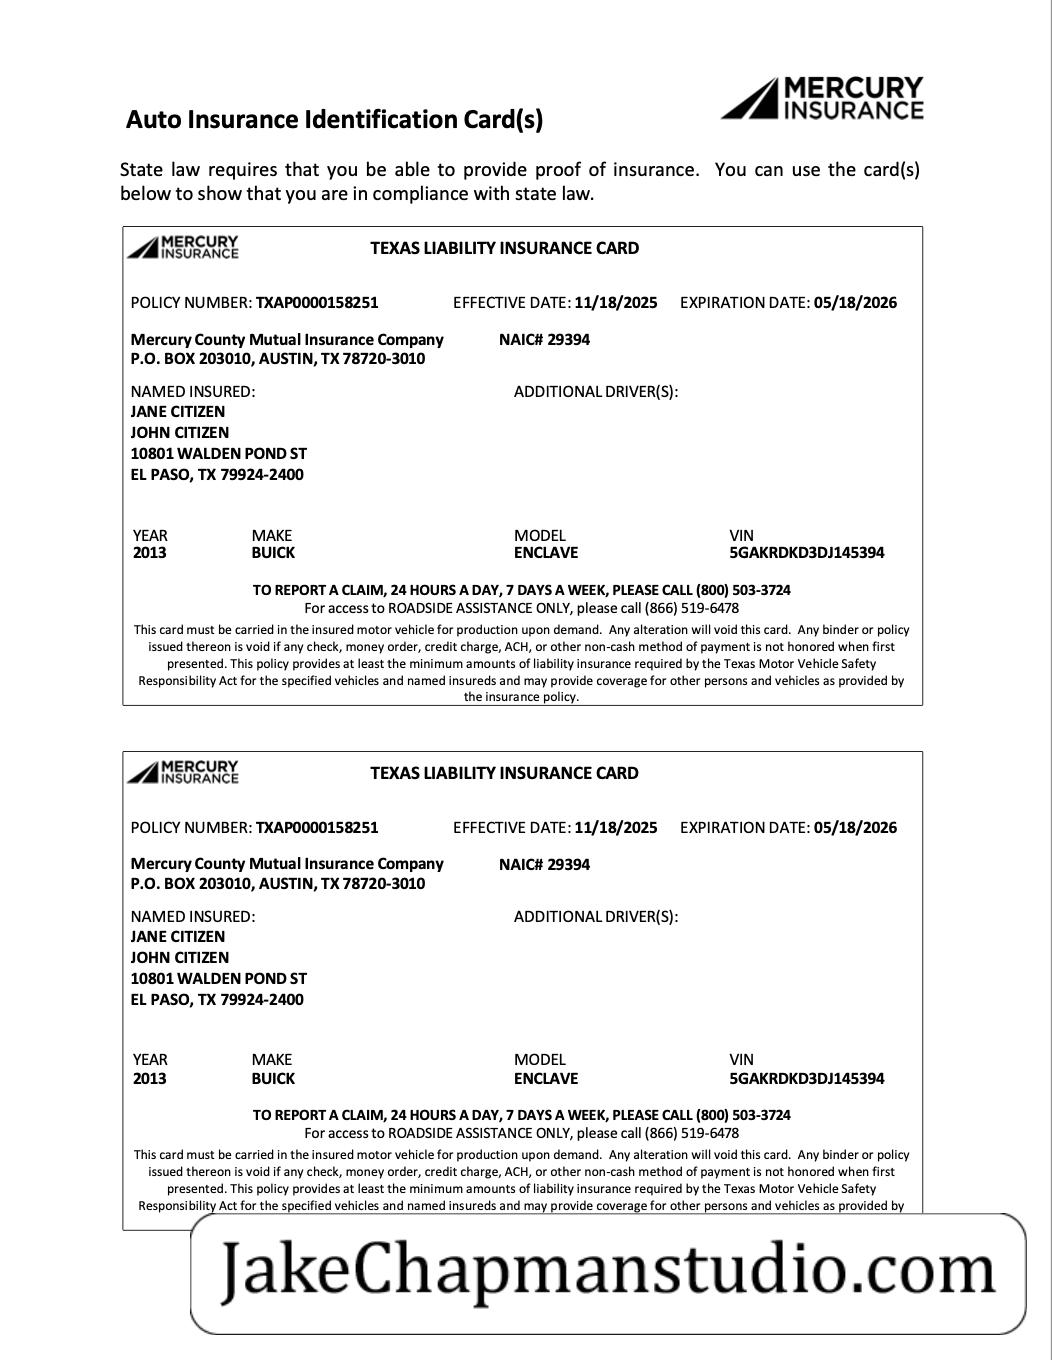 MERCURY
INSURANCE
Auto Insurance Identification Card(s)
State law requires that you be able to provide proof of insurance. You can use the card(s)
below to show that you are in compliance with state law.
MERCURY
INSURANCE
TEXAS LIABILITY INSURANCE CARD
POLICY NUMBER: TXAP0000158251 EFFECTIVE DATE: 11/18/2025 EXPIRATION DATE: 05/18/2026
Mercury County Mutual Insurance Company NAIC# 29394
P.O. BOX 203010, AUSTIN, TX 78720-3010
NAMED INSURED: ADDITIONAL DRIVER(S):
JANE CITIZEN
JOHN CITIZEN
10801 WALDEN POND ST
EL PASO, TX 79924-2400
YEAR MAKE MODEL VIN
2013 BUICK ENCLAVE 5GAKRDKD3DJ145394
TO REPORT A CLAIM, 24 HOURS A DAY, 7 DAYS A WEEK, PLEASE CALL (800) 503-3724
For access to ROADSIDE ASSISTANCE ONLY, please call (866) 519-6478
This card must be carried in the insured motor vehicle for production upon demand. Any alteration will void this card. Any binder or policy
issued thereon is void if any check, money order, credit charge, ACH, or other non-cash method of payment is not honored when first
presented. This policy provides at least the minimum amounts of liability insurance required by the Texas Motor Vehicle Safety
Responsibility Act for the specified vehicles and named insureds and may provide coverage for other persons and vehicles as provided by
the insurance policy.
MERCURY
INSURANCE
TEXAS LIABILITY INSURANCE CARD
POLICY NUMBER: TXAP0000158251 EFFECTIVE DATE: 11/18/2025 EXPIRATION DATE: 05/18/2026
Mercury County Mutual Insurance Company NAIC# 29394
P.O. BOX 203010, AUSTIN, TX 78720-3010
NAMED INSURED: ADDITIONAL DRIVER(S):
JANE CITIZEN
JOHN CITIZEN
10801 WALDEN POND ST
EL PASO, TX 79924-2400
YEAR MAKE MODEL VIN
2013 BUICK ENCLAVE 5GAKRDKD3DJ145394
TO REPORT A CLAIM, 24 HOURS A DAY, 7 DAYS A WEEK, PLEASE CALL (800) 503-3724
For access to ROADSIDE ASSISTANCE ONLY, please call (866) 519-6478
This card must be carried in the insured motor vehicle for production upon demand. Any alteration will void this card. Any binder or policy
issued thereon is void if any check, money order, credit charge, ACH, or other non-cash method of payment is not honored when first
presented. This policy provides at least the minimum amounts of liability insurance required by the Texas Motor Vehicle Safety
Responsibility Act for the specified vehicles and named insureds and may provide coverage for other persons and vehicles as provided by
JakeChapmanstudio.com